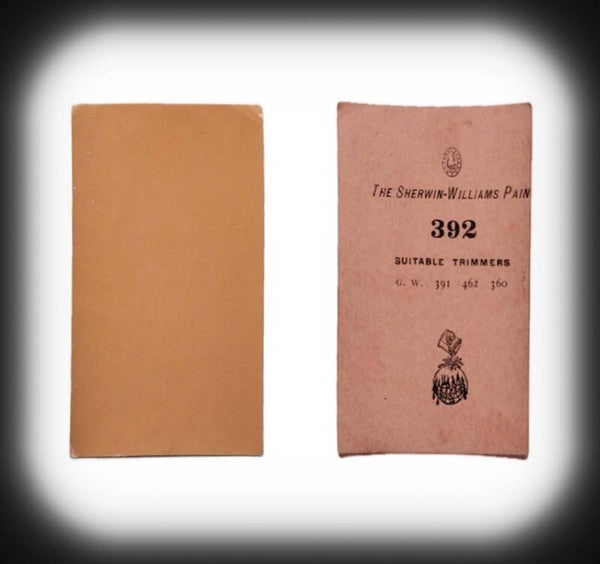 THE SHERWIN-WILLIAMS PAIN
392
SUITABLE TRIMMERS
G. W. 391 462 360